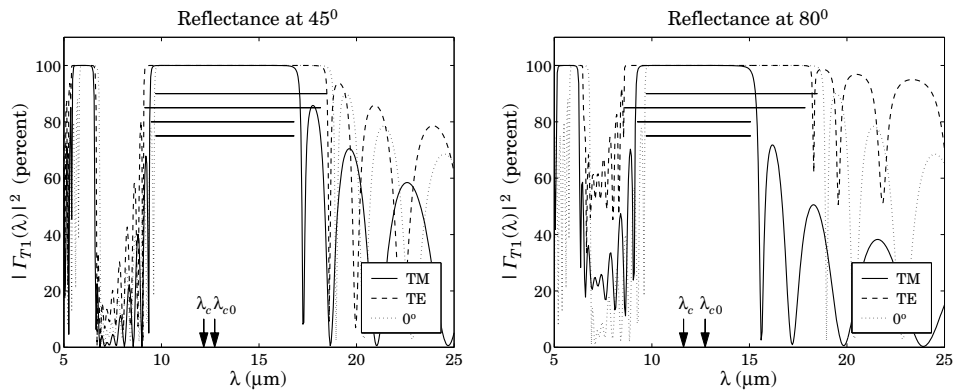 Reflectance at 45⁰
100
80
60
40
20
0
5
10
15
20
25
| Γ_T1(λ) |² (percent)
λ (μm)
λ_c
λ_c0
TM
TE
0º
Reflectance at 80⁰
100
80
60
40
20
0
5
10
15
20
25
| Γ_T1(λ) |² (percent)
λ (μm)
λ_c
λ_c0
TM
TE
0º